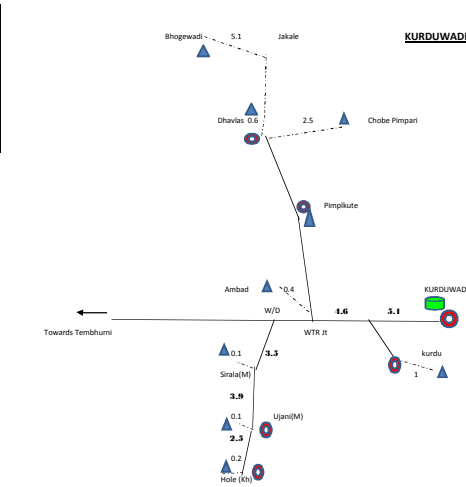 Bhogewadi 5.1 Jakale KURDUWADI
Dhavlas 0.6 2.5 Chobe Pimpari
Pimplkute
Ambad 0.4 KURDUWAD
W/D 4.6 5.1
Towards Tembhurni WTR Jt
0.1 3.5 kurdu
Sirala(M) 1
3.9
0.1 Ujani(M)
2.5
0.2
Hole (Kh)